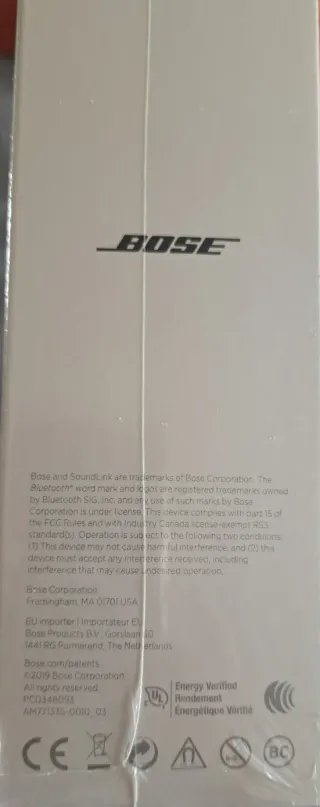 BOSE
Bose and SoundLink are trademarks of Bose Corporation. The
Bluetooth® word mark and logos are registered trademarks owned
by Bluetooth SIG, Inc. and any use of such marks by Bose
Corporation is under license. This device complies with part 15 of
the FCC Rules and with Industry Canada license-exempt RSS
standard(s). Operation is subject to the following two conditions:
(1) This device may not cause harmful interference, and (2) this
device must accept any interference received, including
interference that may cause undesired operation.
Bose Corporation
Framingham, MA 01701 USA
EU importer | Importateur EU
Bose Products B.V., Gorslaan 60
1441 RG Purmerend, The Netherlands
Bose.com/patents
©2019 Bose Corporation
All rights reserved
PC0348093
AM771335-0010_03
UL
Energy Verified
Rendement
Énergétique Vérifié
CE
BC